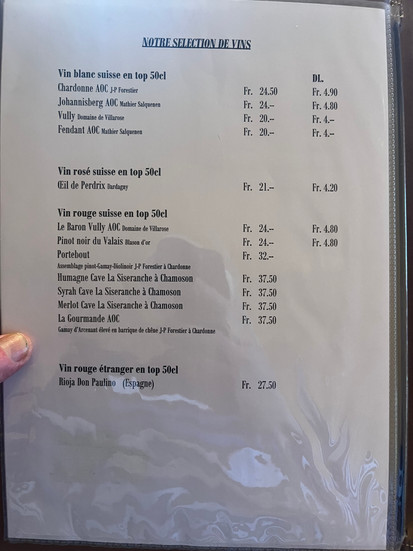 NOTRE SELECTION DE VINS
Vin blanc suisse en top 50cl DL.
Chardonne AOC J-P Forestier Fr. 24.50 Fr. 4.90
Johannisberg AOC Mathier Salquenen Fr. 24.– Fr. 4.80
Vully Domaine de Villarose Fr. 20.– Fr. 4.–
Fendant AOC Mathier Salquenen Fr. 20.– Fr. 4.–
Vin rosé suisse en top 50cl
Œil de Perdrix Dardagny Fr. 21.– Fr. 4.20
Vin rouge suisse en top 50cl
Le Baron Vully AOC Domaine de Villarose Fr. 24.– Fr. 4.80
Pinot noir du Valais Blason d'or Fr. 24.– Fr. 4.80
Portebout Fr. 32.–
Assemblage pinot-Gamay-Diolinoir J-P Forestier à Chardonne
Humagne Cave La Siseranche à Chamoson Fr. 37.50
Syrah Cave La Siseranche à Chamoson Fr. 37.50
Merlot Cave La Siseranche à Chamoson Fr. 37.50
La Gourmande AOC Fr. 37.50
Gamay d'Arcenant élevé en barrique de chêne J-P Forestier à Chardonne
Vin rouge étranger en top 50cl
Rioja Don Paulino (Espagne) Fr. 27.50